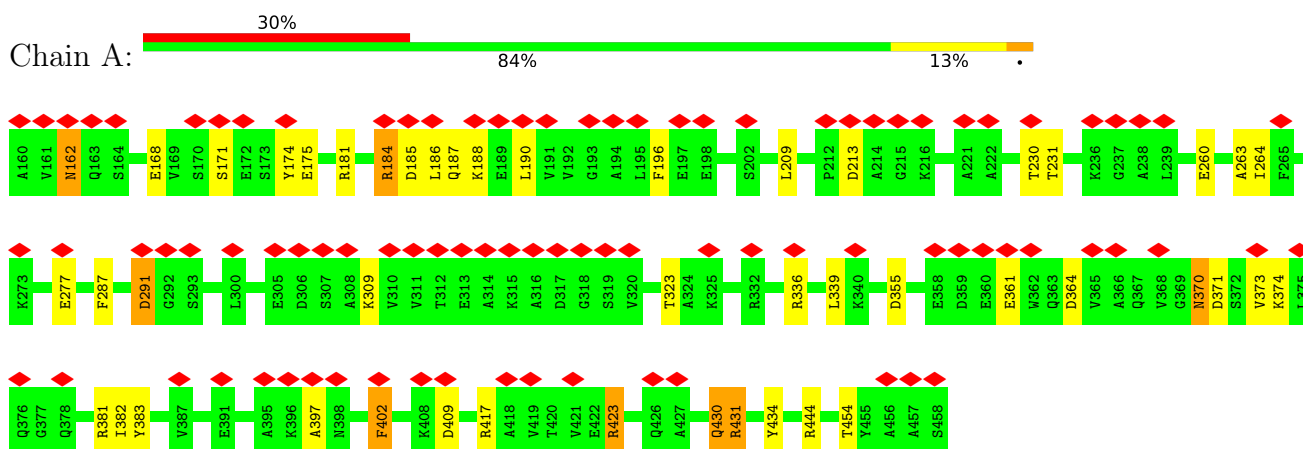 30%
Chain A:
84% 13% •
A160 V161 N162 Q163 S164 E168 V169 S170 S171 E172 S173 Y174 E175 R181 R184 D185 L186 Q187 K188 E189 L190 V191 V192 G193 A194 L195 F196 E197 E198 S202 L209 P212 D213 A214 G215 K216 A221 A222 T230 T231 K236 G237 A238 L239 E260 A263 I264 F265
K273 E277 F287 D291 G292 S293 L300 E305 D306 S307 A308 K309 V310 V311 T312 E313 A314 K315 A316 D317 G318 S319 V320 T323 A324 K325 R332 R336 L339 K340 D355 E358 D359 E360 E361 W362 Q363 D364 V365 A366 Q367 V368 G369 N370 D371 S372 V373 K374 L375
Q376 G377 Q378 R381 I382 Y383 V387 E391 A395 K396 A397 N398 F402 K408 D409 R417 A418 V419 T420 V421 E422 R423 Q426 A427 Q430 R431 Y434 R444 T454 Y455 A456 A457 S458